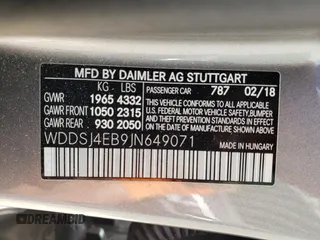 MFD BY DAIMLER AG STUTTGART
KG LBS
PASSENGER CAR 787 02/18
GVWR 1965 4332
GAWR FRONT 1050 2315
GAWR REAR 930 2050
THIS VEHICLE CONFORMS TO ALL APPLICABLE
U.S. FEDERAL MOTOR VEHICLE SAFETY,
BUMPER, AND THEFT PREVENTION
STANDARDS IN EFFECT ON THE DATE OF
MANUFACTURE SHOWN ABOVE.
WDDSJ4EB9JN649071
MADE IN HUNGARY
© DREAMBID